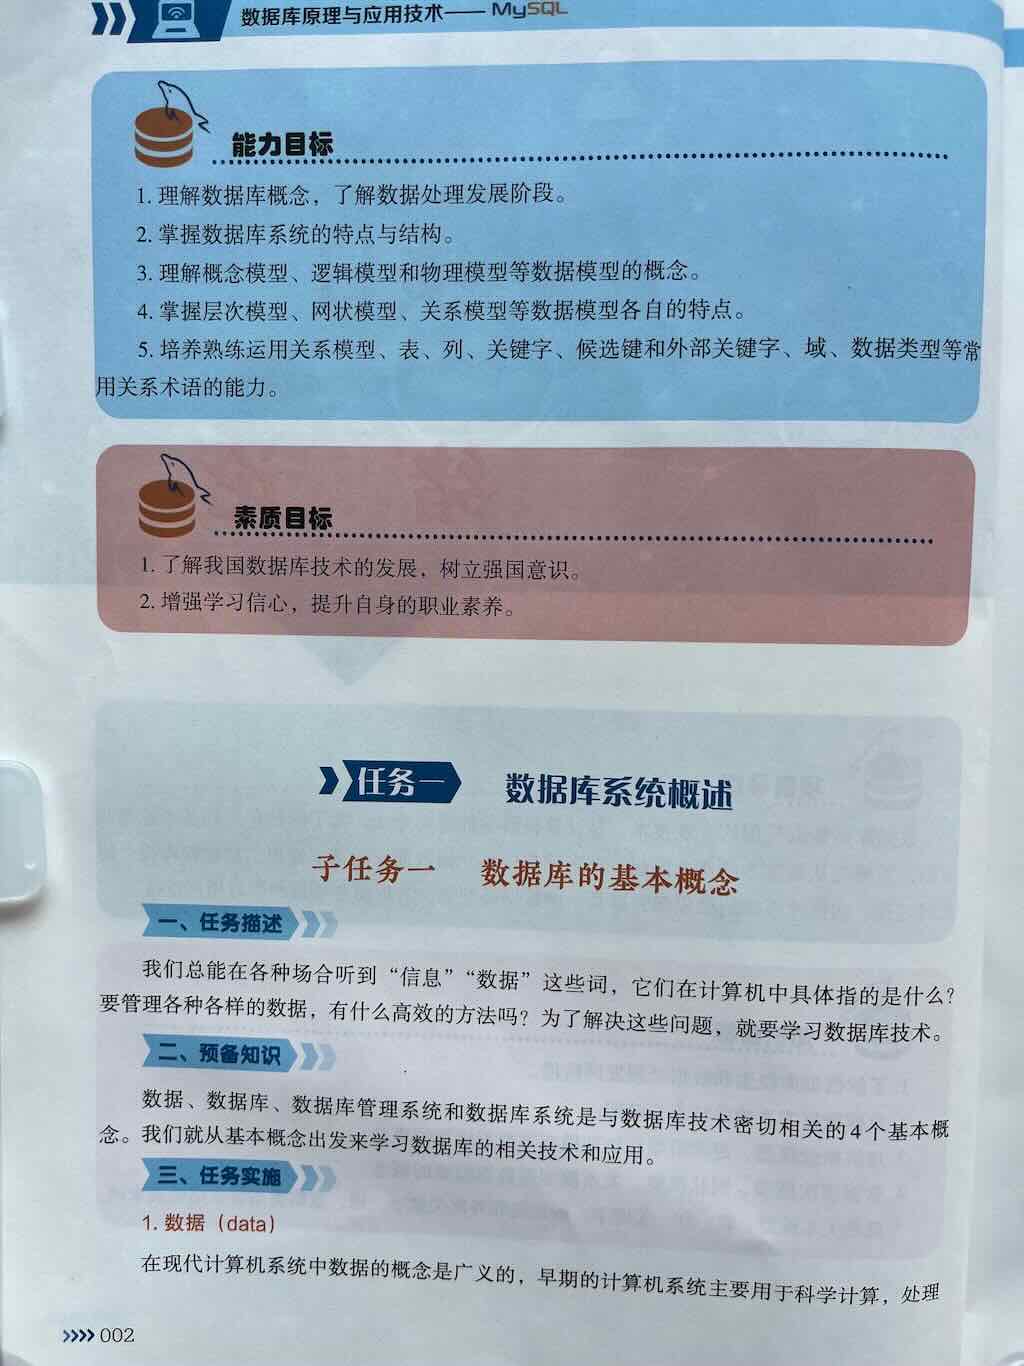 数据库原理与应用技术—— MySQL
能力目标
1. 理解数据库概念，了解数据处理发展阶段。
2. 掌握数据库系统的特点与结构。
3. 理解概念模型、逻辑模型和物理模型等数据模型的概念。
4. 掌握层次模型、网状模型、关系模型等数据模型各自的特点。
5. 培养熟练运用关系模型、表、列、关键字、候选键和外部关键字、域、数据类型等常
用关系术语的能力。
素质目标
1. 了解我国数据库技术的发展，树立强国意识。
2. 增强学习信心，提升自身的职业素养。
任务一 数据库系统概述
子任务一 数据库的基本概念
一、任务描述
我们总能在各种场合听到“信息”“数据”这些词，它们在计算机中具体指的是什么？
要管理各种各样的数据，有什么高效的方法吗？为了解决这些问题，就要学习数据库技术。
二、预备知识
数据、数据库、数据库管理系统和数据库系统是与数据库技术密切相关的4个基本概
念。我们就从基本概念出发来学习数据库的相关技术和应用。
三、任务实施
1. 数据（data）
在现代计算机系统中数据的概念是广义的，早期的计算机系统主要用于科学计算，处理
002